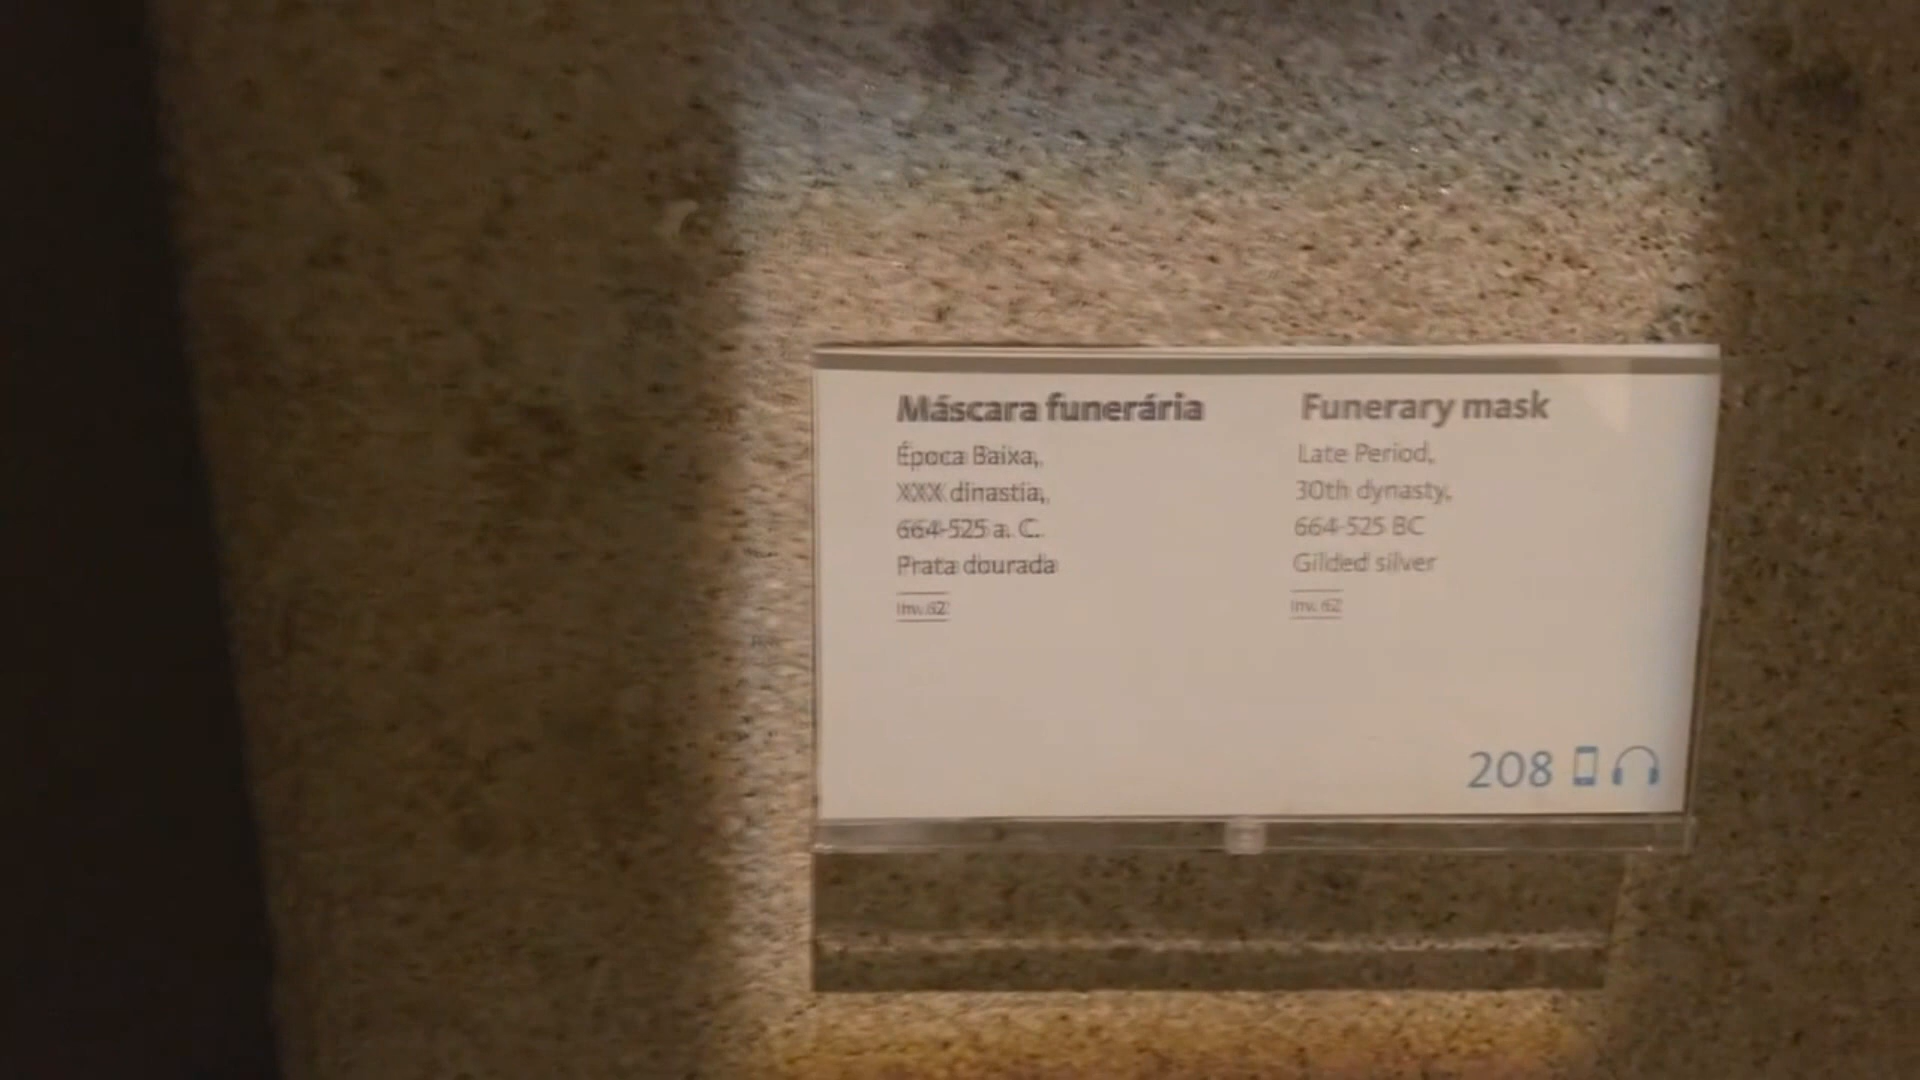 Máscara funerária
Época Baixa,
XXX dinastia,
664-525 a. C.
Prata dourada
Inv. 62
Funerary mask
Late Period,
30th dynasty,
664-525 BC
Gilded silver
Inv. 62
208